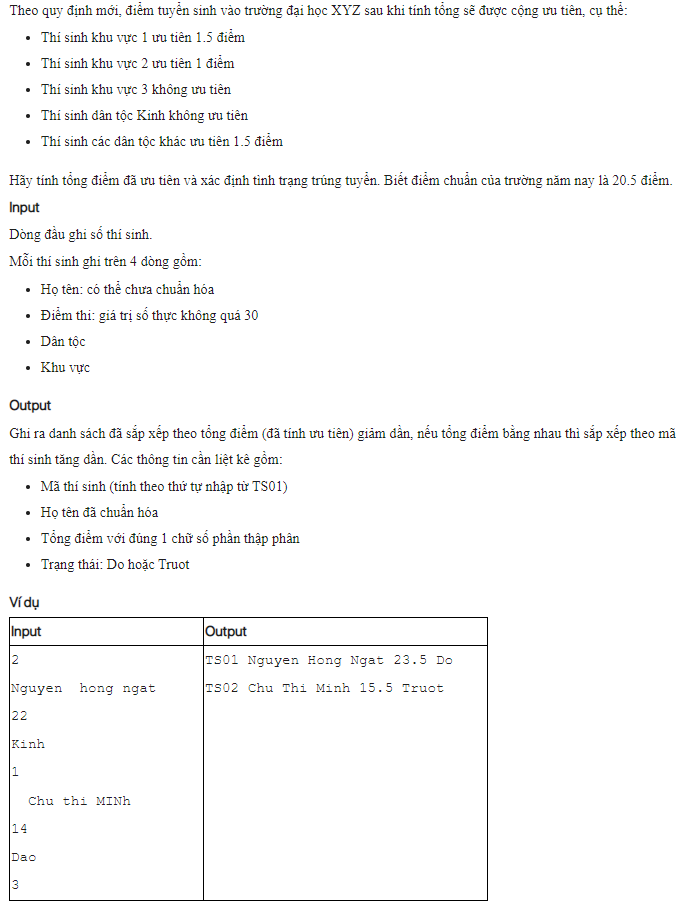 Theo quy định mới, điểm tuyển sinh vào trường đại học XYZ sau khi tính tổng sẽ được cộng ưu tiên, cụ thể:
Thí sinh khu vực 1 ưu tiên 1.5 điểm
Thí sinh khu vực 2 ưu tiên 1 điểm
Thí sinh khu vực 3 không ưu tiên
Thí sinh dân tộc Kinh không ưu tiên
Thí sinh các dân tộc khác ưu tiên 1.5 điểm
Hãy tính tổng điểm đã ưu tiên và xác định tình trạng trúng tuyển. Biết điểm chuẩn của trường năm nay là 20.5 điểm.
Input
Dòng đầu ghi số thí sinh.
Mỗi thí sinh ghi trên 4 dòng gồm:
Họ tên: có thể chưa chuẩn hóa
Điểm thi: giá trị số thực không quá 30
Dân tộc
Khu vực
Output
Ghi ra danh sách đã sắp xếp theo tổng điểm (đã tính ưu tiên) giảm dần, nếu tổng điểm bằng nhau thì sắp xếp theo mã
thí sinh tăng dần. Các thông tin cần liệt kê gồm:
Mã thí sinh (tính theo thứ tự nhập từ TS01)
Họ tên đã chuẩn hóa
Tổng điểm với đúng 1 chữ số phần thập phân
Trạng thái: Do hoặc Truot
Ví dụ
Input Output
2 TS01 Nguyen Hong Ngat 23.5 Do
Nguyen  hong ngat TS02 Chu Thi Minh 15.5 Truot
22
Kinh
1
Chu thi MINh
14
Dao
3